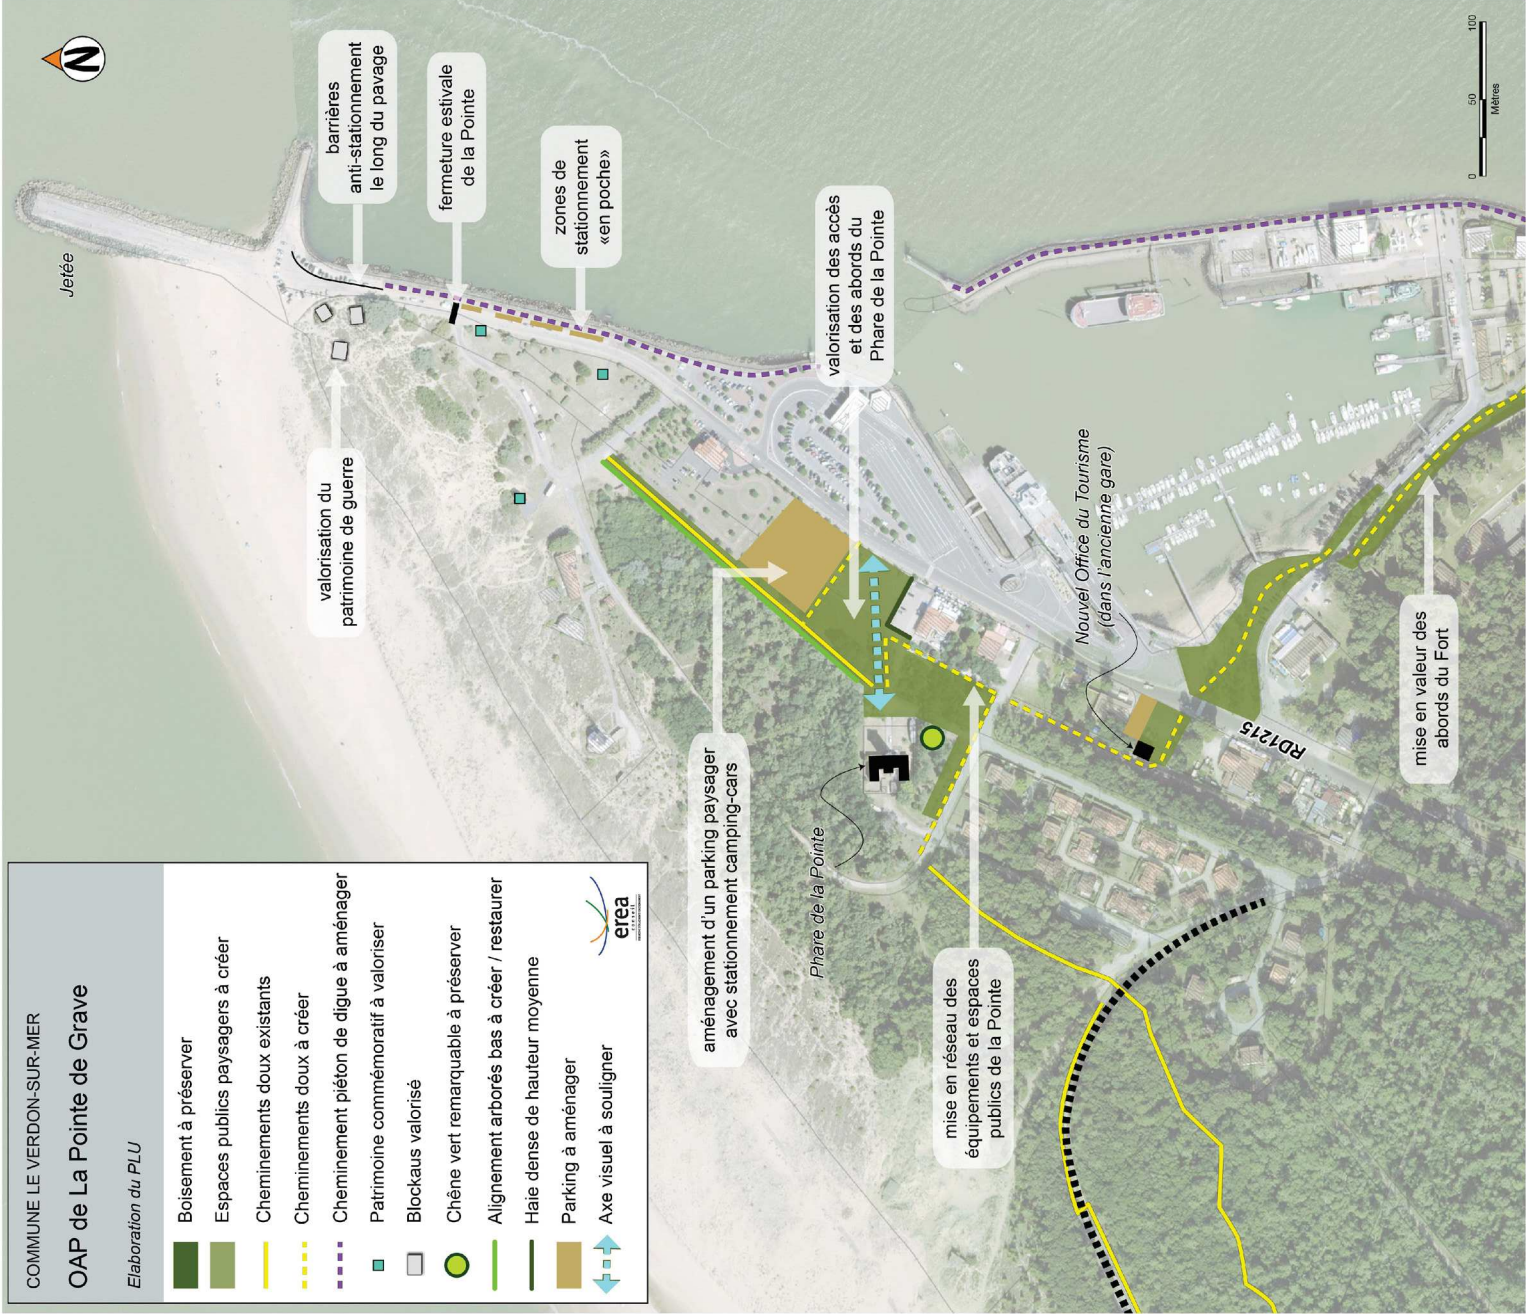 COMMUNE LE VERDON-SUR-MER
OAP de La Pointe de Grave
Elaboration du PLU
Boisement à préserver
Espaces publics paysagers à créer
Cheminements doux existants
Cheminements doux à créer
Cheminement piéton de digue à aménager
Patrimoine commémoratif à valoriser
Blockaus valorisé
Chêne vert remarquable à préserver
Alignement arborés bas à créer / restaurer
Haie dense de hauteur moyenne
Parking à aménager
Axe visuel à souligner
erea
conseil
N
Jetée
barrières
anti-stationnement
le long du pavage
fermeture estivale
de la Pointe
zones de
stationnement
«en poche»
valorisation du
patrimoine de guerre
valorisation des accès
et des abords du
Phare de la Pointe
aménagement d'un parking paysager
avec stationnement camping-cars
Phare de la Pointe
Nouvel Office du Tourisme
(dans l'ancienne gare)
mise en réseau des
équipements et espaces
publics de la Pointe
RD1215
mise en valeur des
abords du Fort
0 50 100
Mètres